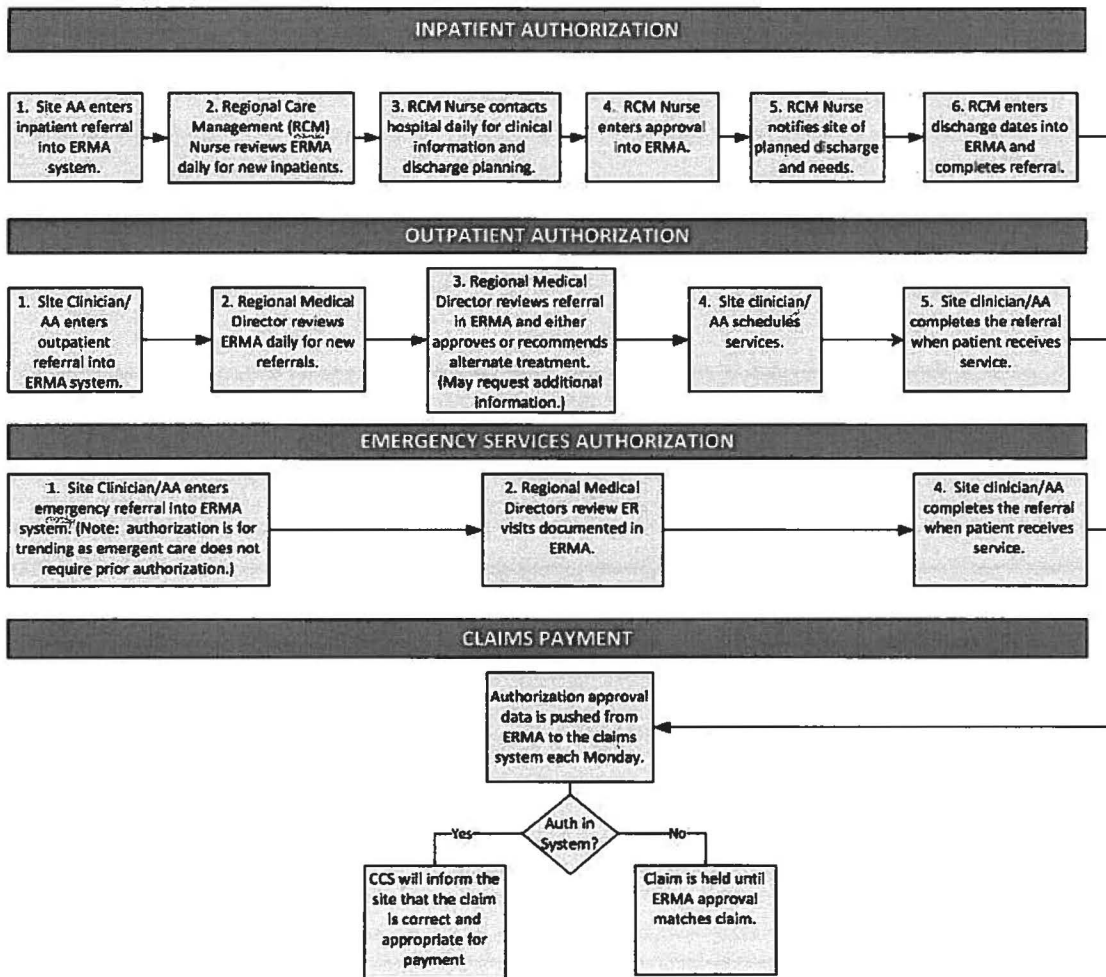 INPATIENT AUTHORIZATION
1. Site AA enters
inpatient referral
into ERMA
system.
2. Regional Care
Management (RCM)
Nurse reviews ERMA
daily for new inpatients.
3. RCM Nurse contacts
hospital daily for clinical
information and
discharge planning.
4. RCM Nurse
enters approval
into ERMA.
5. RCM Nurse
notifies site of
planned discharge
and needs.
6. RCM enters
discharge dates into
ERMA and
completes referral.
OUTPATIENT AUTHORIZATION
1. Site Clinician/
AA enters
outpatient
referral into
ERMA system.
2. Regional Medical
Director reviews
ERMA daily for new
referrals.
3. Regional Medical
Director reviews referral
in ERMA and either
approves or recommends
alternate treatment.
(May request additional
information.)
4. Site clinician/
AA schedules
services.
5. Site clinician/AA
completes the referral
when patient receives
service.
EMERGENCY SERVICES AUTHORIZATION
1. Site Clinician/AA enters
emergency referral into ERMA
system. (Note: authorization is for
trending as emergent care does not
require prior authorization.)
2. Regional Medical
Directors review ER
visits documented in
ERMA.
4. Site clinician/AA
completes the referral
when patient receives
service.
CLAIMS PAYMENT
Authorization approval
data is pushed from
ERMA to the claims
system each Monday.
Auth in
System?
Yes
No
CCS will inform the
site that the claim
is correct and
appropriate for
payment
Claim is held until
ERMA approval
matches claim.